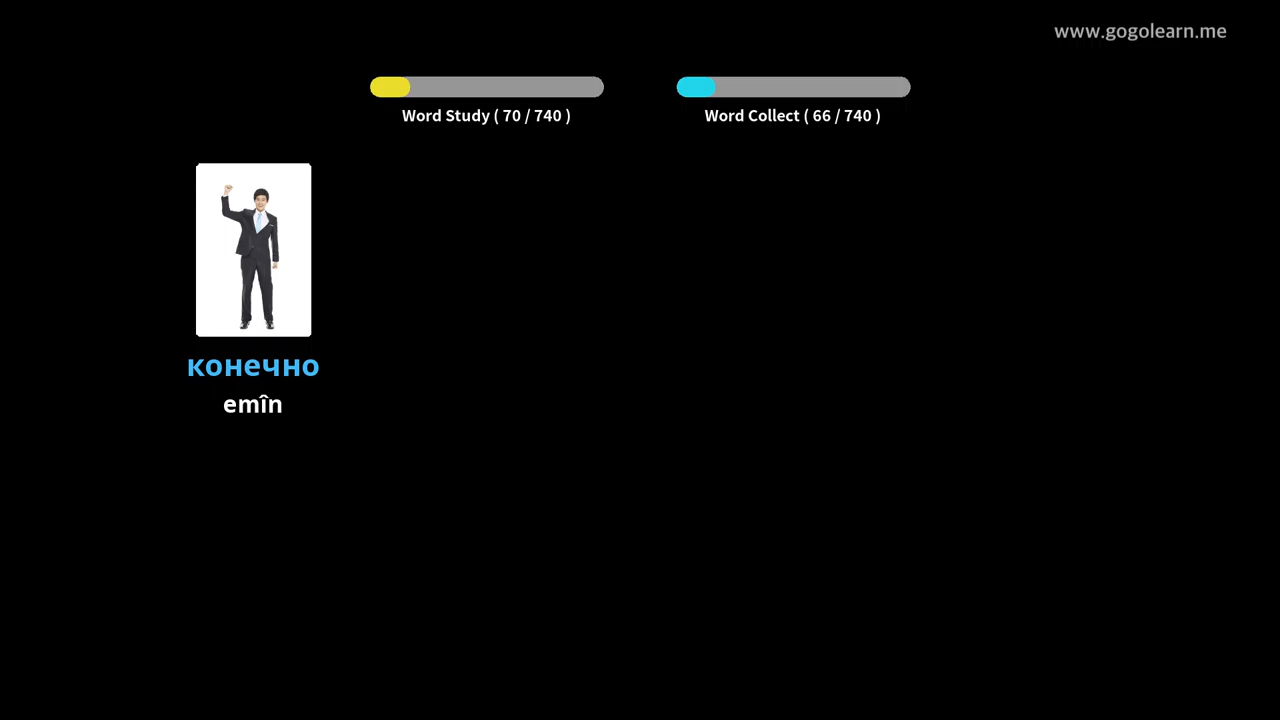 www.gogolearn.me
Word Study ( 70 / 740 )
Word Collect ( 66 / 740 )
конечно
emîn